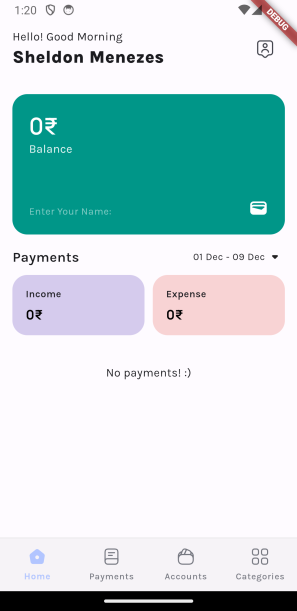 1:20
DEBUG
Hello! Good Morning
Sheldon Menezes
0₹
Balance
Enter Your Name:
Payments
01 Dec - 09 Dec
Income
Expense
0₹
0₹
No payments! :)
Home
Payments
Accounts
Categories